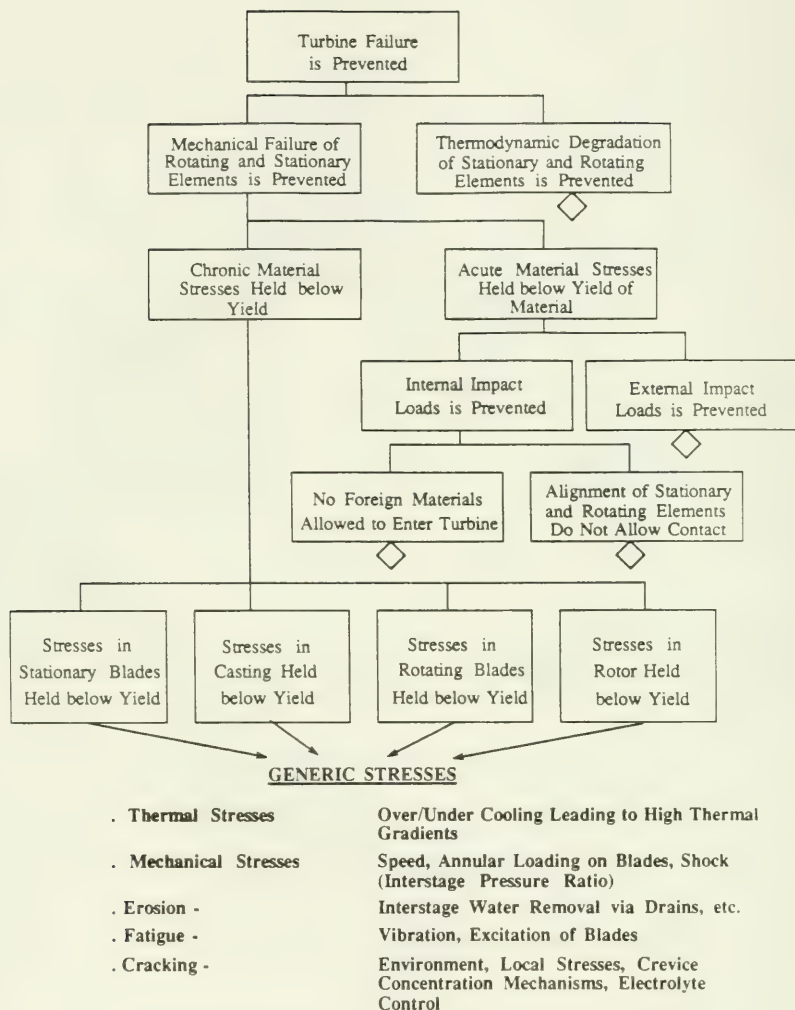 Turbine Failure
is Prevented
Mechanical Failure of
Rotating and Stationary
Elements is Prevented
Thermodynamic Degradation
of Stationary and Rotating
Elements is Prevented
Chronic Material
Stresses Held below
Yield
Acute Material Stresses
Held below Yield of
Material
Internal Impact
Loads is Prevented
External Impact
Loads is Prevented
No Foreign Materials
Allowed to Enter Turbine
Alignment of Stationary
and Rotating Elements
Do Not Allow Contact
Stresses in
Stationary Blades
Held below Yield
Stresses in
Casting Held
below Yield
Stresses in
Rotating Blades
Held below Yield
Stresses in
Rotor Held
below Yield
GENERIC STRESSES
. Thermal Stresses Over/Under Cooling Leading to High Thermal
Gradients
. Mechanical Stresses Speed, Annular Loading on Blades, Shock
(Interstage Pressure Ratio)
. Erosion - Interstage Water Removal via Drains, etc.
. Fatigue - Vibration, Excitation of Blades
. Cracking - Environment, Local Stresses, Crevice
Concentration Mechanisms, Electrolyte
Control